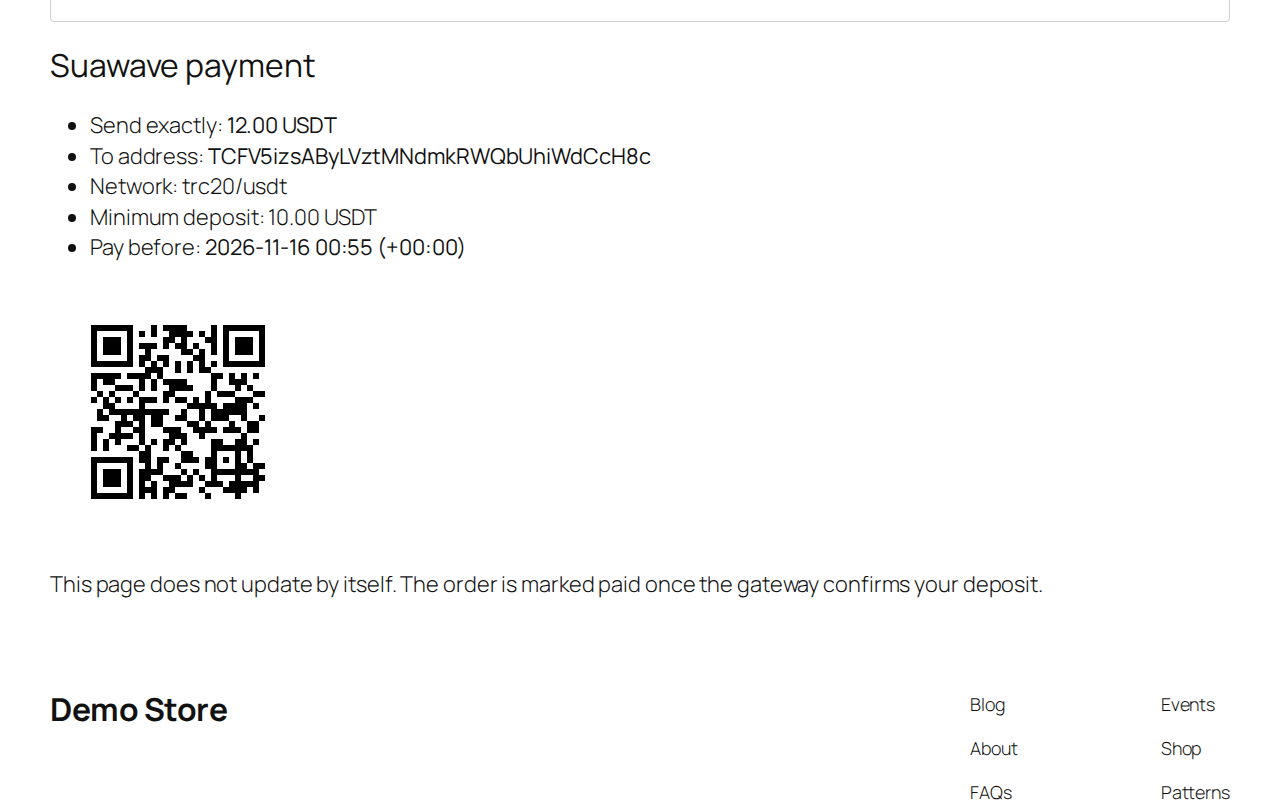 Suawave payment
Send exactly: 12.00 USDT
To address: TCFV5izsAByLVztMNdmkRWQbUhiWdCcH8c
Network: trc20/usdt
Minimum deposit: 10.00 USDT
Pay before: 2026-11-16 00:55 (+00:00)
This page does not update by itself. The order is marked paid once the gateway confirms your deposit.
Demo Store
Blog
About
FAQs
Events
Shop
Patterns